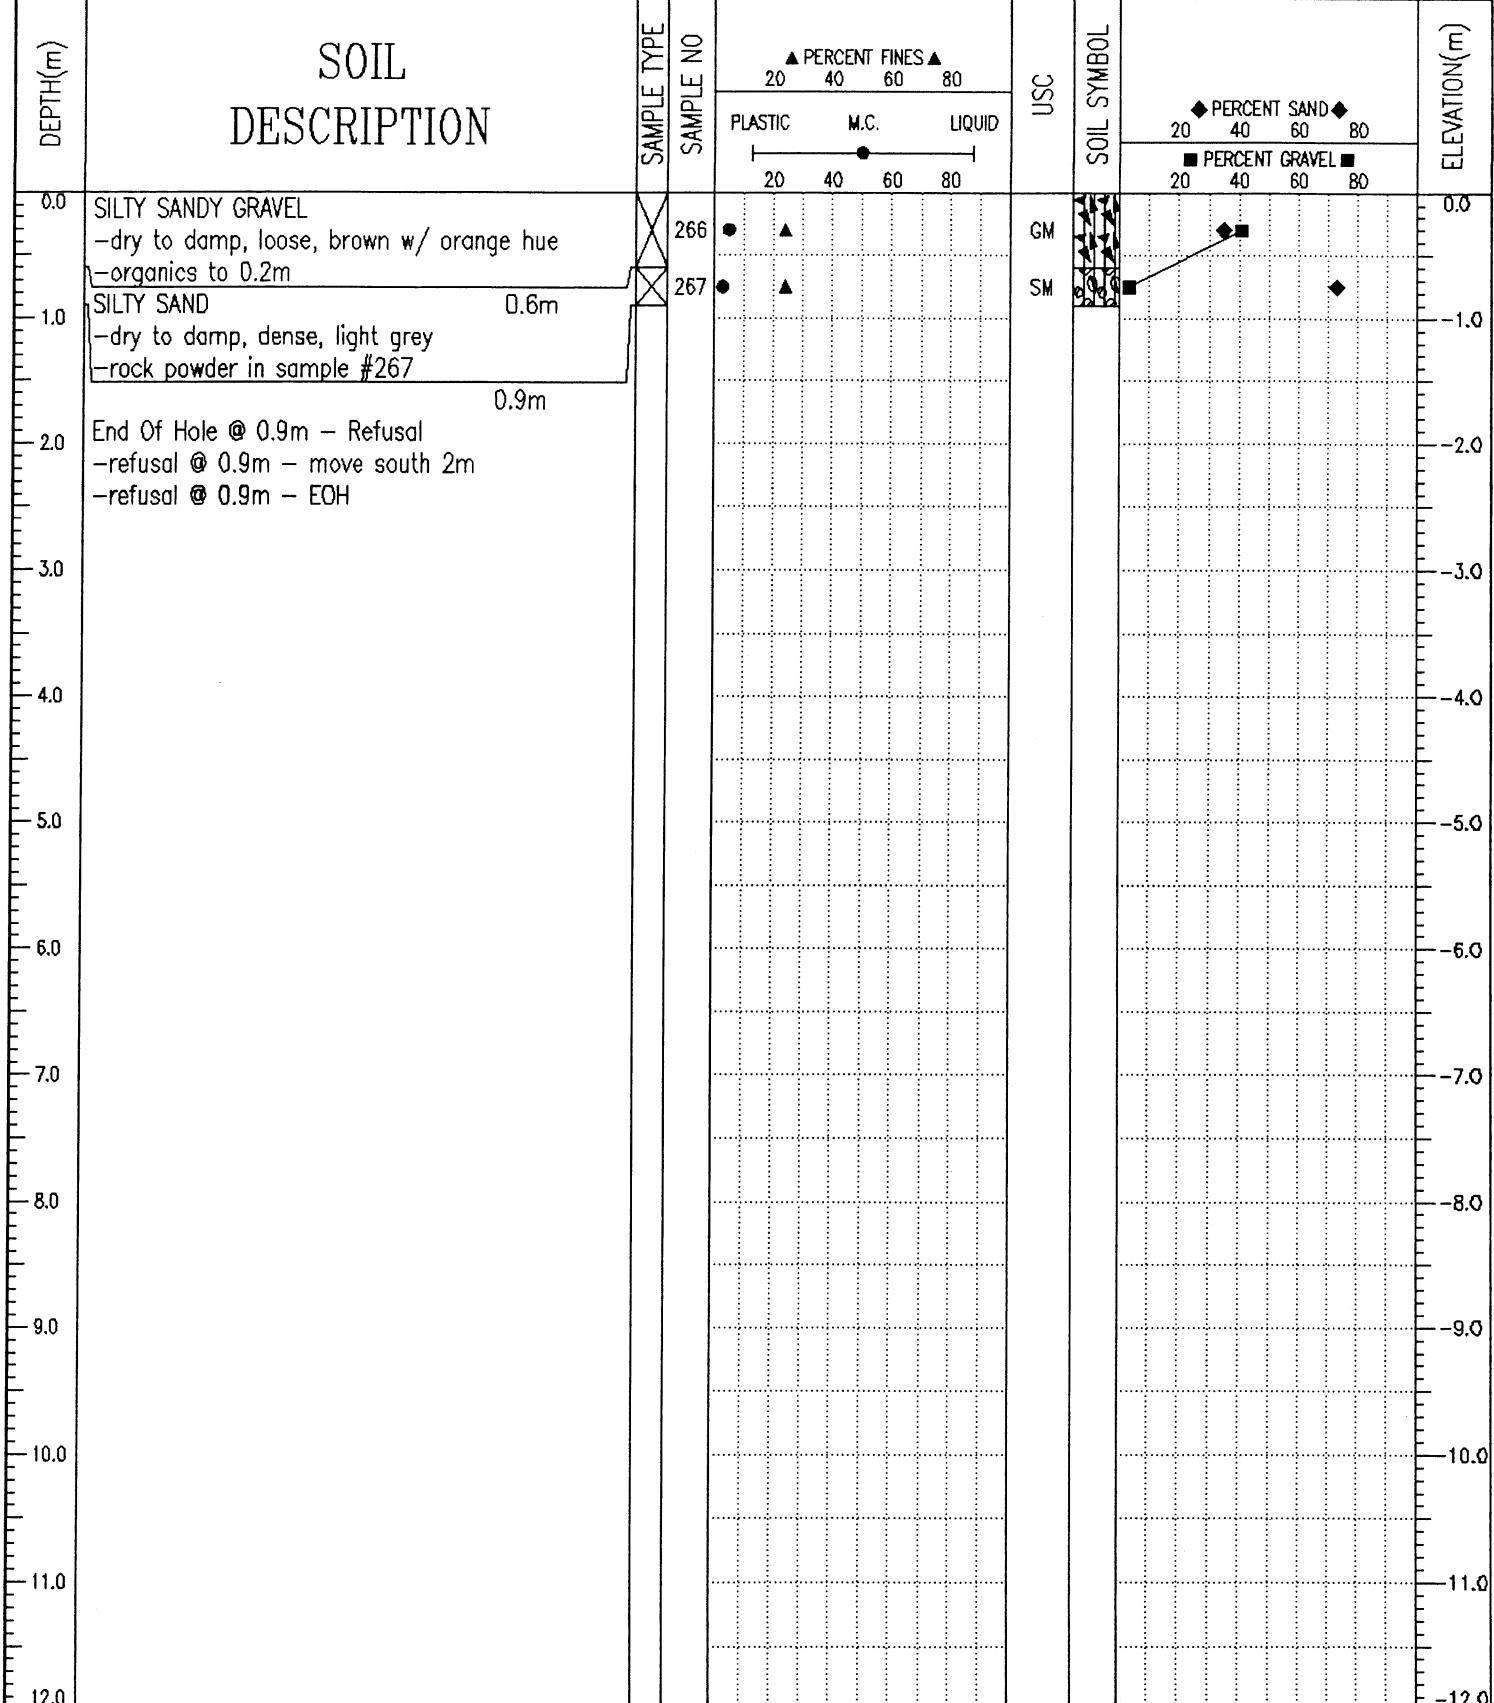 DEPTH(m)
SOIL
DESCRIPTION
SAMPLE TYPE
SAMPLE NO
▲ PERCENT FINES ▲
20 40 60 80
PLASTIC M.C. LIQUID
20 40 60 80
USC
SOIL SYMBOL
◆ PERCENT SAND ◆
20 40 60 80
■ PERCENT GRAVEL ■
20 40 60 80
ELEVATION(m)
0.0
SILTY SANDY GRAVEL
-dry to damp, loose, brown w/ orange hue
-organics to 0.2m
266
GM
0.0
267
SM
SILTY SAND 0.6m
-dry to damp, dense, light grey
-rock powder in sample #267
0.9m
1.0
-1.0
End Of Hole @ 0.9m - Refusal
-refusal @ 0.9m - move south 2m
-refusal @ 0.9m - EOH
2.0
-2.0
3.0
-3.0
4.0
-4.0
5.0
-5.0
6.0
-6.0
7.0
-7.0
8.0
-8.0
9.0
-9.0
10.0
-10.0
11.0
-11.0
12.0
-12.0